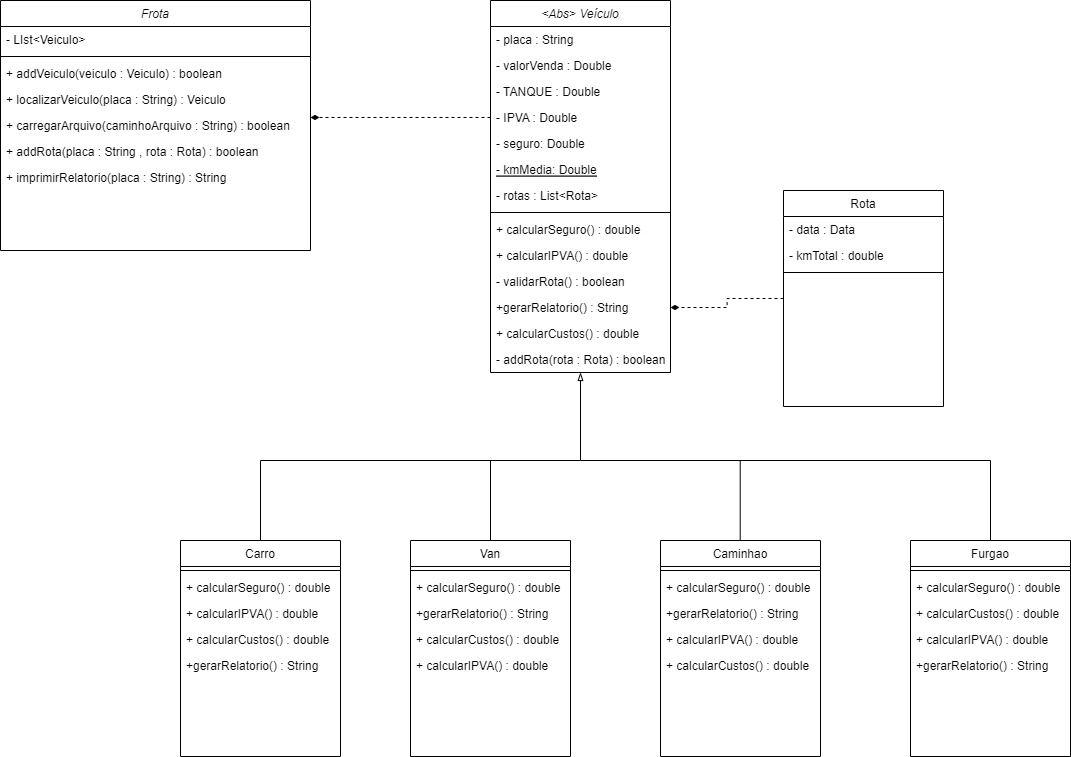 Frota
- LIst<Veiculo>
+ addVeiculo(veiculo : Veiculo) : boolean
+ localizarVeiculo(placa : String) : Veiculo
+ carregarArquivo(caminhoArquivo : String) : boolean
+ addRota(placa : String , rota : Rota) : boolean
+ imprimirRelatorio(placa : String) : String
<Abs> Veículo
- placa : String
- valorVenda : Double
- TANQUE : Double
- IPVA : Double
- seguro: Double
- kmMedia: Double
- rotas : List<Rota>
+ calcularSeguro() : double
+ calcularIPVA() : double
- validarRota() : boolean
+gerarRelatorio() : String
+ calcularCustos() : double
- addRota(rota : Rota) : boolean
Rota
- data : Data
- kmTotal : double
Carro
+ calcularSeguro() : double
+ calcularIPVA() : double
+ calcularCustos() : double
+gerarRelatorio() : String
Van
+ calcularSeguro() : double
+gerarRelatorio() : String
+ calcularCustos() : double
+ calcularIPVA() : double
Caminhao
+ calcularSeguro() : double
+gerarRelatorio() : String
+ calcularIPVA() : double
+ calcularCustos() : double
Furgao
+ calcularSeguro() : double
+ calcularCustos() : double
+ calcularIPVA() : double
+gerarRelatorio() : String